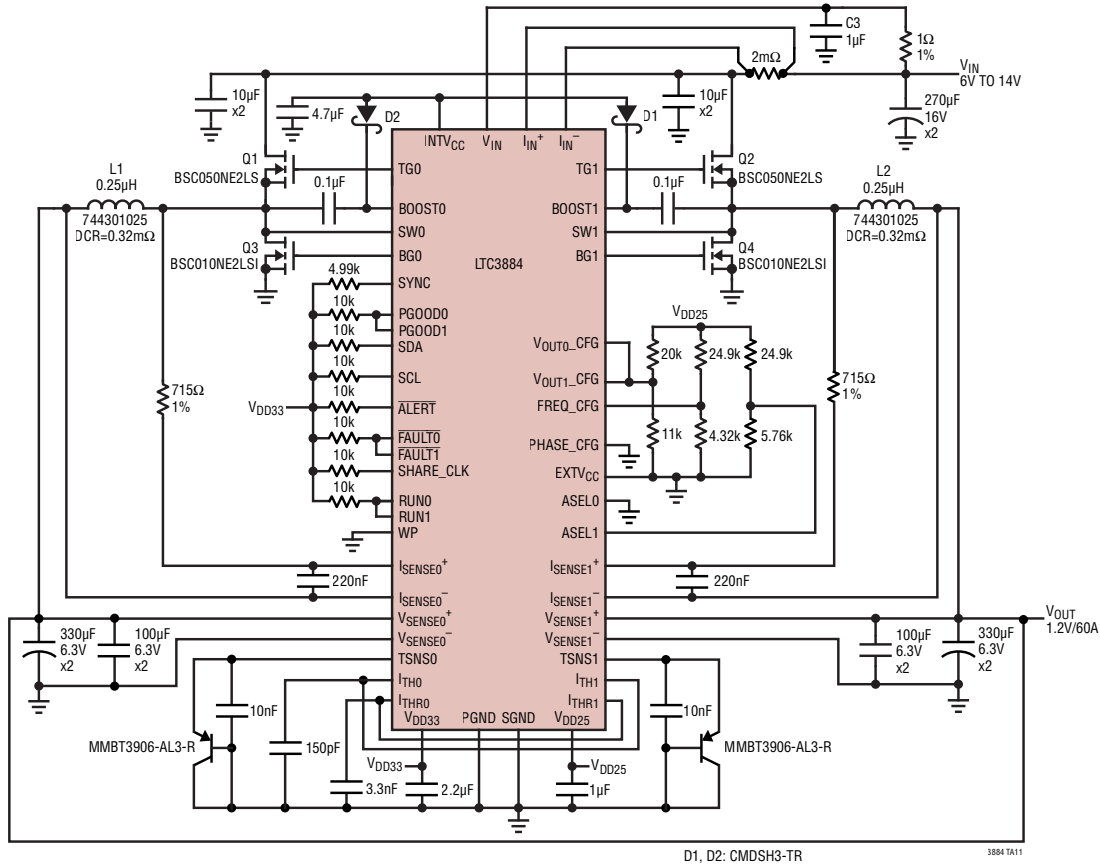 C3
1µF
1Ω
1%
2mΩ
V_IN
6V TO 14V
10µF
x2
4.7µF
D2
10µF
x2
D1
270µF
16V
x2
INTV_CC V_IN I_IN^+ I_IN^–
Q1
BSC050NE2LS
TG0
TG1
Q2
BSC050NE2LS
L1
0.25µH
744301025
DCR=0.32mΩ
0.1µF
BOOST0
BOOST1
0.1µF
L2
0.25µH
744301025
DCR=0.32mΩ
SW0
SW1
Q3
BSC010NE2LSI
BG0
LTC3884
BG1
Q4
BSC010NE2LSI
4.99k
SYNC
10k
PGOOD0
PGOOD1
10k
SDA
10k
SCL
10k
ALERT
V_DD33
10k
FAULT0
FAULT1
10k
SHARE_CLK
10k
RUN0
RUN1
WP
V_DD25
V_OUT0_CFG
20k
24.9k
24.9k
V_OUT1_CFG
FREQ_CFG
11k
4.32k
5.76k
PHASE_CFG
EXTV_CC
ASEL0
ASEL1
715Ω
1%
715Ω
1%
I_SENSE0^+
I_SENSE1^+
220nF
220nF
I_SENSE0^–
I_SENSE1^–
V_SENSE0^+
V_SENSE1^+
V_SENSE0^–
V_SENSE1^–
V_OUT
1.2V/60A
330µF
6.3V
x2
100µF
6.3V
x2
100µF
6.3V
x2
330µF
6.3V
x2
TSNS0
TSNS1
I_TH0
I_TH1
I_THR0
I_THR1
V_DD33 PGND SGND V_DD25
10nF
10nF
MMBT3906-AL3-R
MMBT3906-AL3-R
150pF
3.3nF
V_DD33
2.2µF
V_DD25
1µF
D1, D2: CMDSH3-TR
3884 TA11